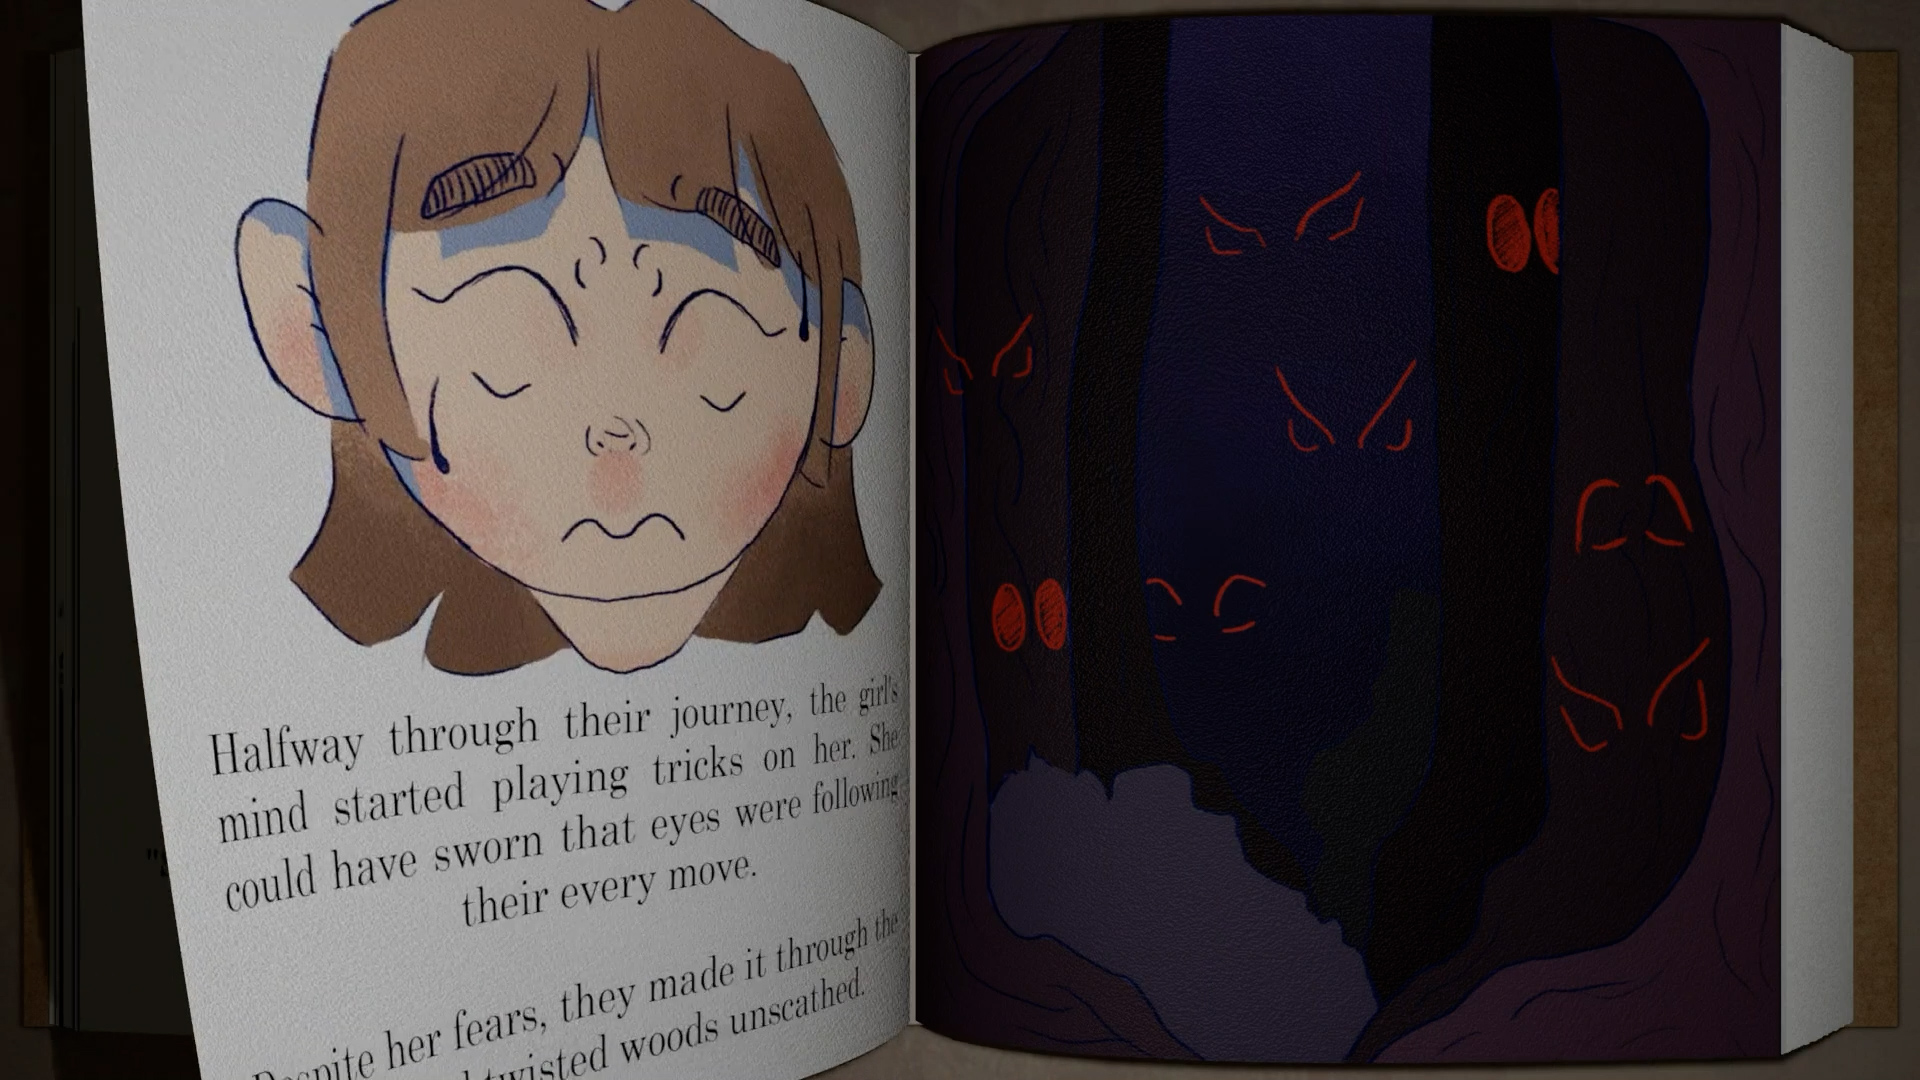 Halfway through their journey, the girl's
mind started playing tricks on her. She
could have sworn that eyes were following
their every move.
Despite her fears, they made it through the
twisted woods unscathed.